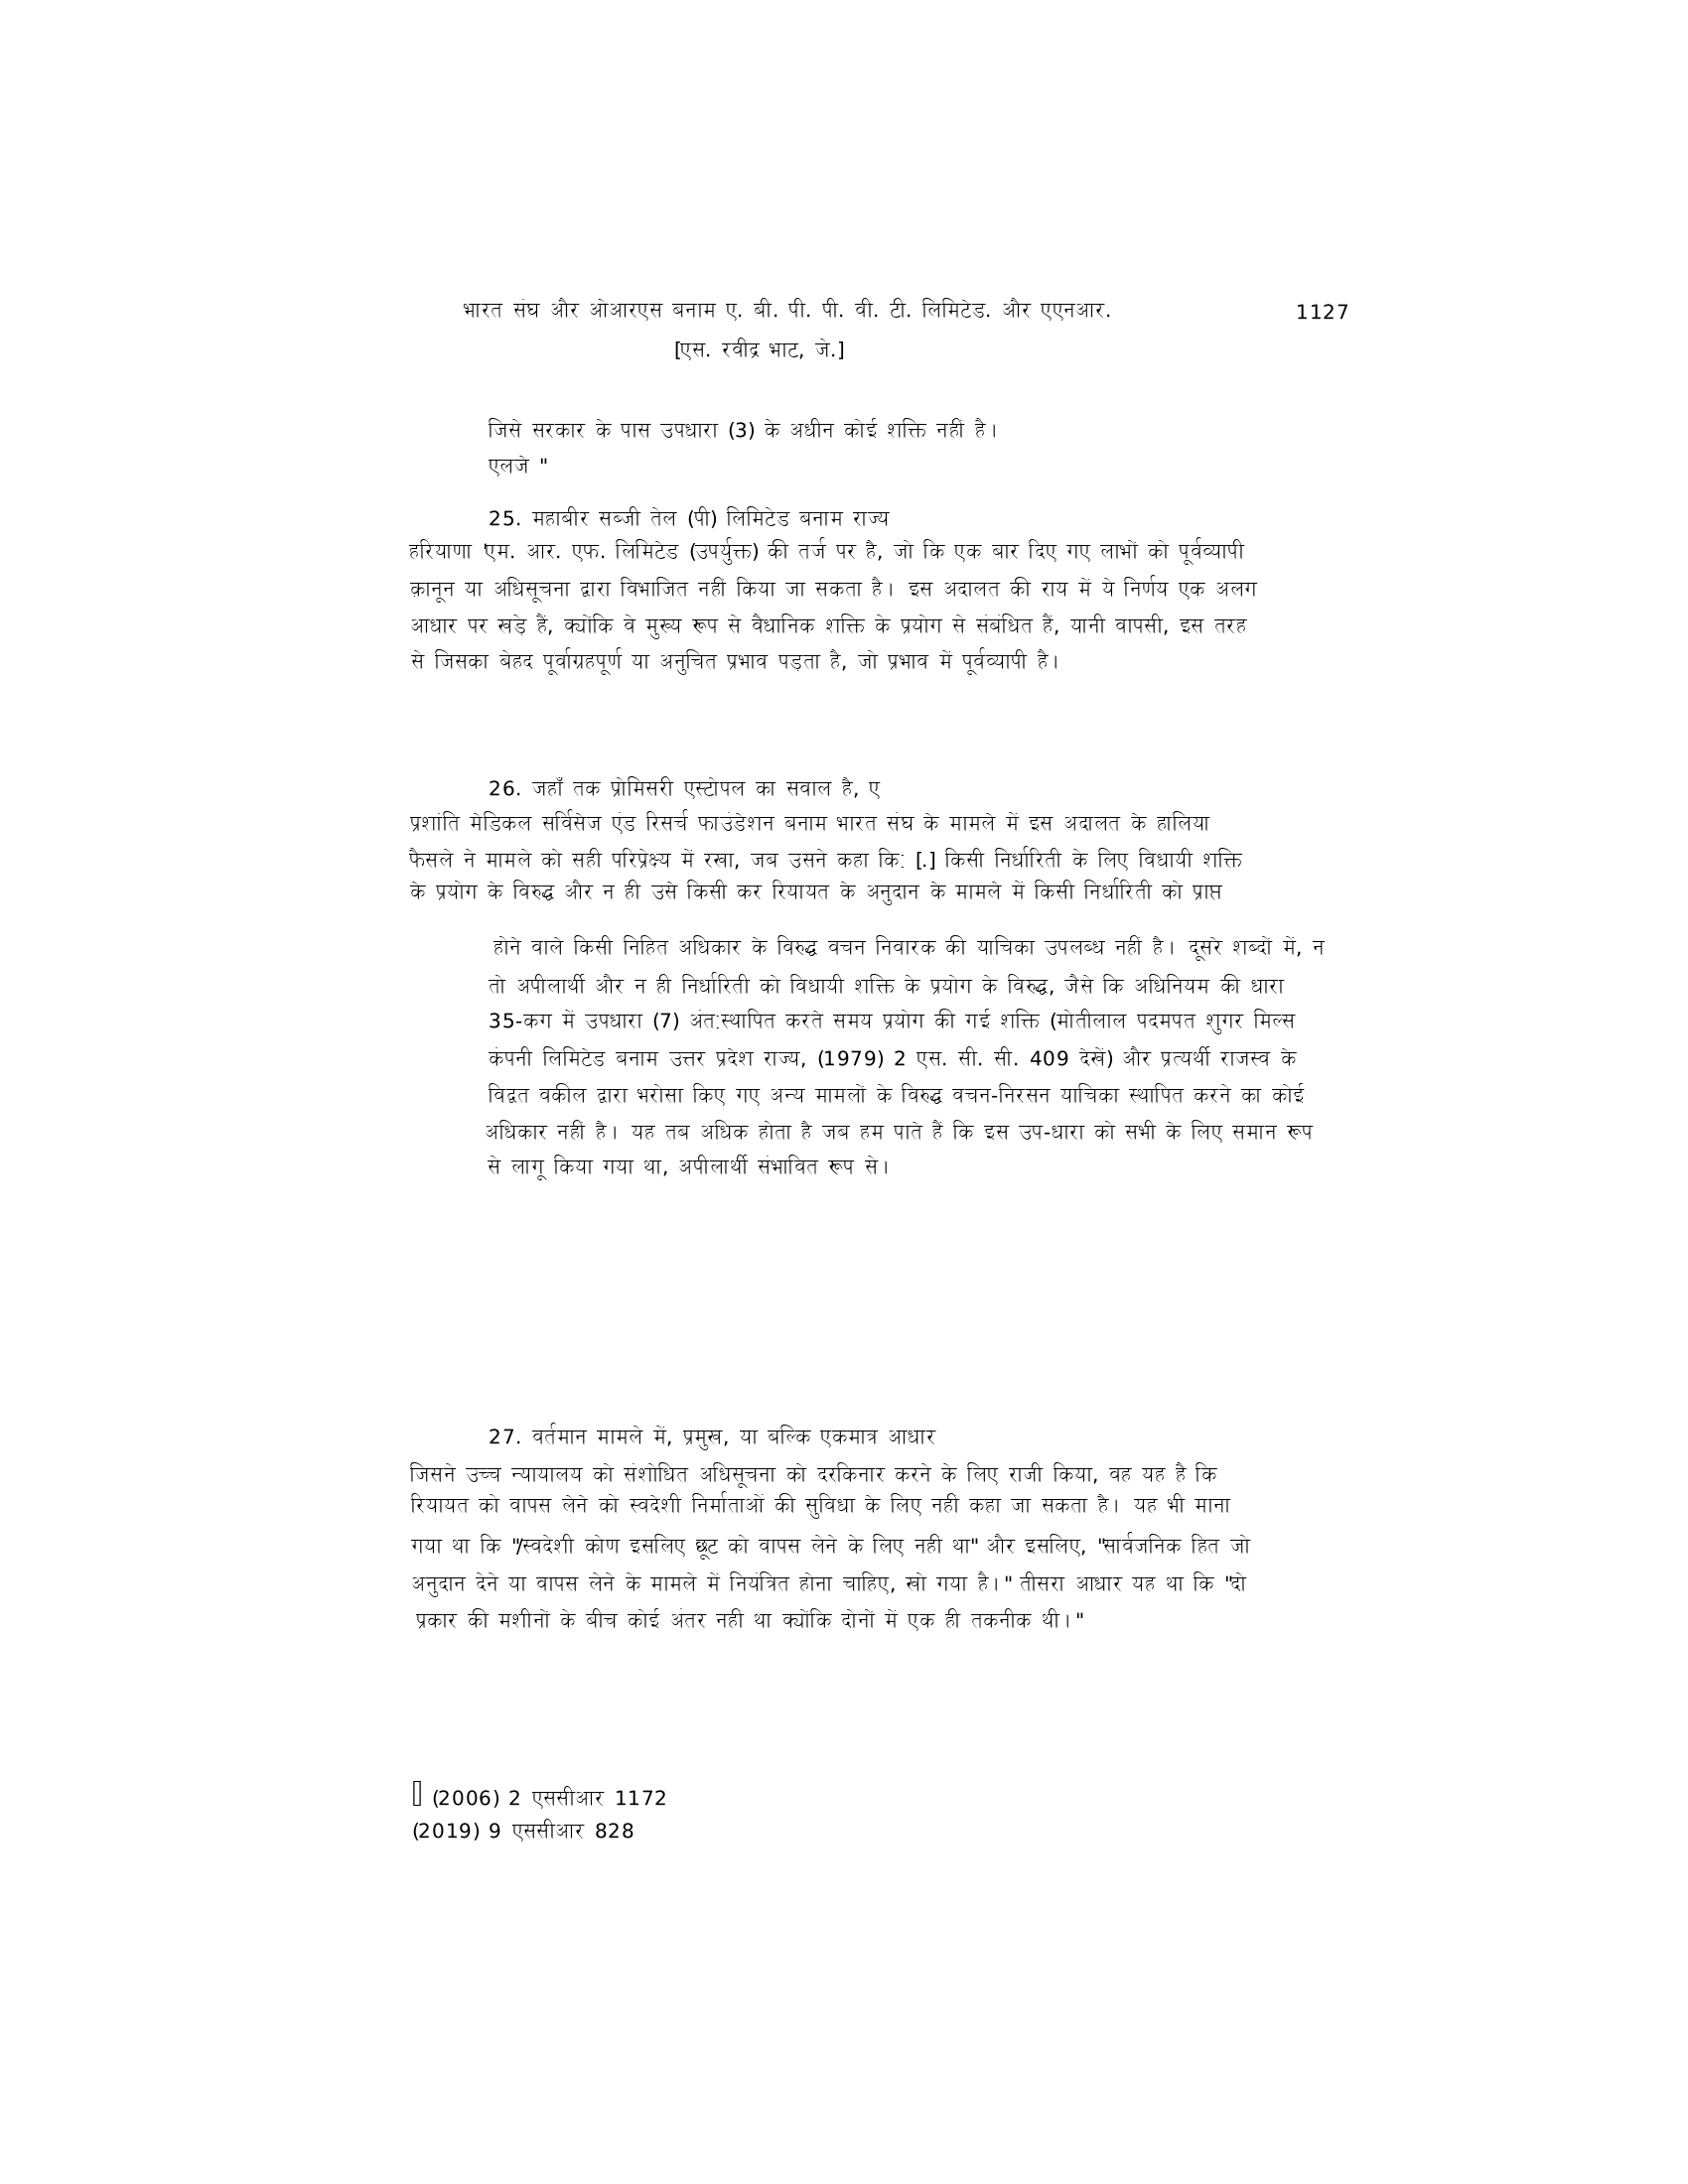 भारत संघ और ओआरएस बनाम ए. बी. पी. पी. वी. टी. लिमिटेड. और एएनआर. 1127
[एस. रवींद्र भाट, जे.]
जिसे सरकार के पास उपधारा (3) के अधीन कोई शक्ति नहीं है।
एलजे "
25. महाबीर सब्जी तेल (पी) लिमिटेड बनाम राज्य
हरियाणा 'एम. आर. एफ. लिमिटेड (उपर्युक्त) की तर्ज पर है, जो कि एक बार दिए गए लाभों को पूर्वव्यापी
क़ानून या अधिसूचना द्वारा विभाजित नहीं किया जा सकता है। इस अदालत की राय में ये निर्णय एक अलग
आधार पर खड़े हैं, क्योंकि वे मुख्य रूप से वैधानिक शक्ति के प्रयोग से संबंधित हैं, यानी वापसी, इस तरह
से जिसका बेहद पूर्वाग्रहपूर्ण या अनुचित प्रभाव पड़ता है, जो प्रभाव में पूर्वव्यापी है।
26. जहाँ तक प्रोमिसरी एस्टोपल का सवाल है, ए
प्रशांति मेडिकल सर्विसेज एंड रिसर्च फाउंडेशन बनाम भारत संघ के मामले में इस अदालत के हालिया
फैसले ने मामले को सही परिप्रेक्ष्य में रखा, जब उसने कहा कि: [.] किसी निर्धारिती के लिए विधायी शक्ति
के प्रयोग के विरुद्ध और न ही उसे किसी कर रियायत के अनुदान के मामले में किसी निर्धारिती को प्राप्त
होने वाले किसी निहित अधिकार के विरुद्ध वचन निवारक की याचिका उपलब्ध नहीं है। दूसरे शब्दों में, न
तो अपीलार्थी और न ही निर्धारिती को विधायी शक्ति के प्रयोग के विरुद्ध, जैसे कि अधिनियम की धारा
35-कग में उपधारा (7) अंत:स्थापित करते समय प्रयोग की गई शक्ति (मोतीलाल पदमपत शुगर मिल्स
कंपनी लिमिटेड बनाम उत्तर प्रदेश राज्य, (1979) 2 एस. सी. सी. 409 देखें) और प्रत्यर्थी राजस्व के
विद्वत वकील द्वारा भरोसा किए गए अन्य मामलों के विरुद्ध वचन-निरसन याचिका स्थापित करने का कोई
अधिकार नहीं है। यह तब अधिक होता है जब हम पाते हैं कि इस उप-धारा को सभी के लिए समान रूप
से लागू किया गया था, अपीलार्थी संभावित रूप से।
27. वर्तमान मामले में, प्रमुख, या बल्कि एकमात्र आधार
जिसने उच्च न्यायालय को संशोधित अधिसूचना को दरकिनार करने के लिए राजी किया, वह यह है कि
रियायत को वापस लेने को स्वदेशी निर्माताओं की सुविधा के लिए नहीं कहा जा सकता है। यह भी माना
गया था कि "/स्वदेशी कोण इसलिए छूट को वापस लेने के लिए नही था" और इसलिए, "सार्वजनिक हित जो
अनुदान देने या वापस लेने के मामले में नियंत्रित होना चाहिए, खो गया है।" तीसरा आधार यह था कि "दो
प्रकार की मशीनों के बीच कोई अंतर नहीं था क्योंकि दोनों में एक ही तकनीक थी।"
(2006) 2 एससीआर 1172
(2019) 9 एससीआर 828